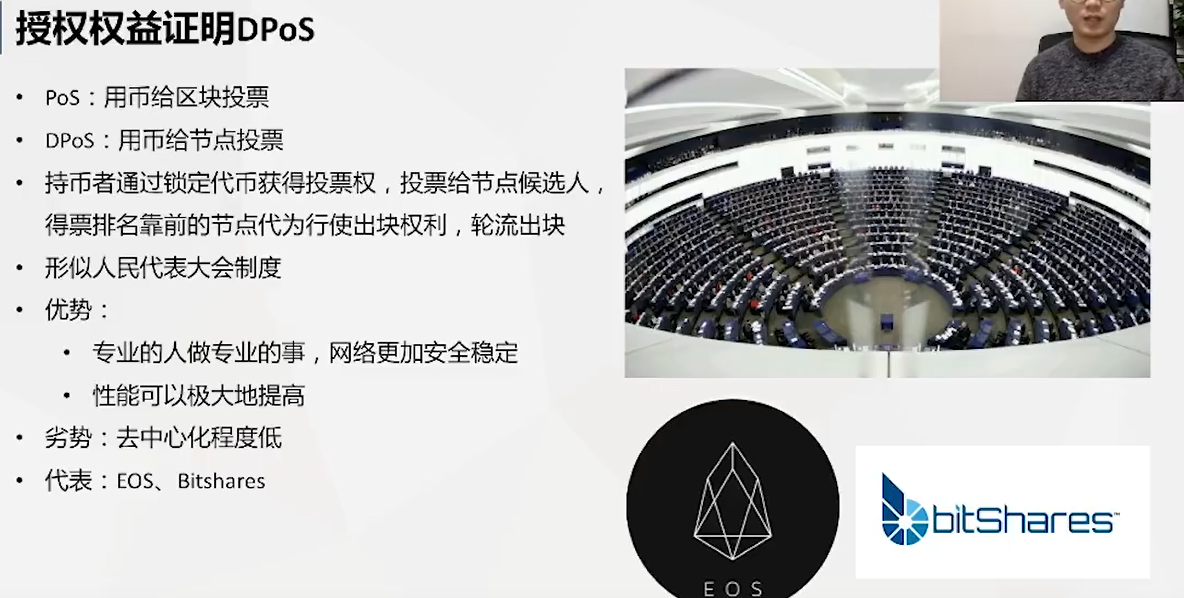 授权权益证明DPoS
• PoS：用币给区块投票
• DPoS：用币给节点投票
• 持币者通过锁定代币获得投票权，投票给节点候选人，
得票排名靠前的节点代为行使出块权利，轮流出块
• 形似人民代表大会制度
• 优势：
• 专业的人做专业的事，网络更加安全稳定
• 性能可以极大地提高
• 劣势：去中心化程度低
• 代表：EOS、Bitshares
EOS
bitShares™